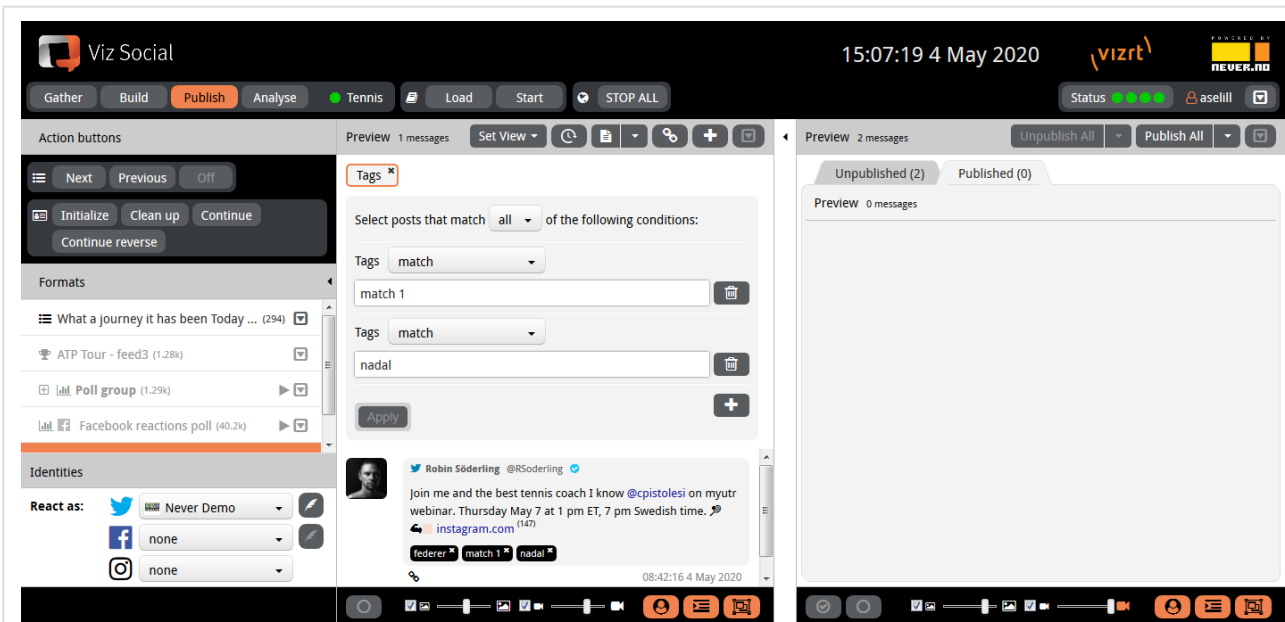 Viz Social
15:07:19 4 May 2020
vizrt
POWERED BY
NEVER.NO
Gather Build Publish Analyse Tennis Load Start STOP ALL Status aselill
Action buttons
Next Previous Off
Initialize Clean up Continue
Continue reverse
Formats
What a journey it has been Today ... (294)
ATP Tour - feed3 (1.28k)
Poll group (1.29k)
Facebook reactions poll (40.2k)
Identities
React as: Never Demo
none
none
Preview 1 messages Set View
Tags ×
Select posts that match all of the following conditions:
Tags match
match 1
Tags match
nadal
Apply
Robin Söderling @RSoderling
Join me and the best tennis coach I know @cpistolesi on myutr
webinar. Thursday May 7 at 1 pm ET, 7 pm Swedish time.
instagram.com (147)
federer × match 1 × nadal ×
08:42:16 4 May 2020
Preview 2 messages Unpublish All Publish All
Unpublished (2) Published (0)
Preview 0 messages